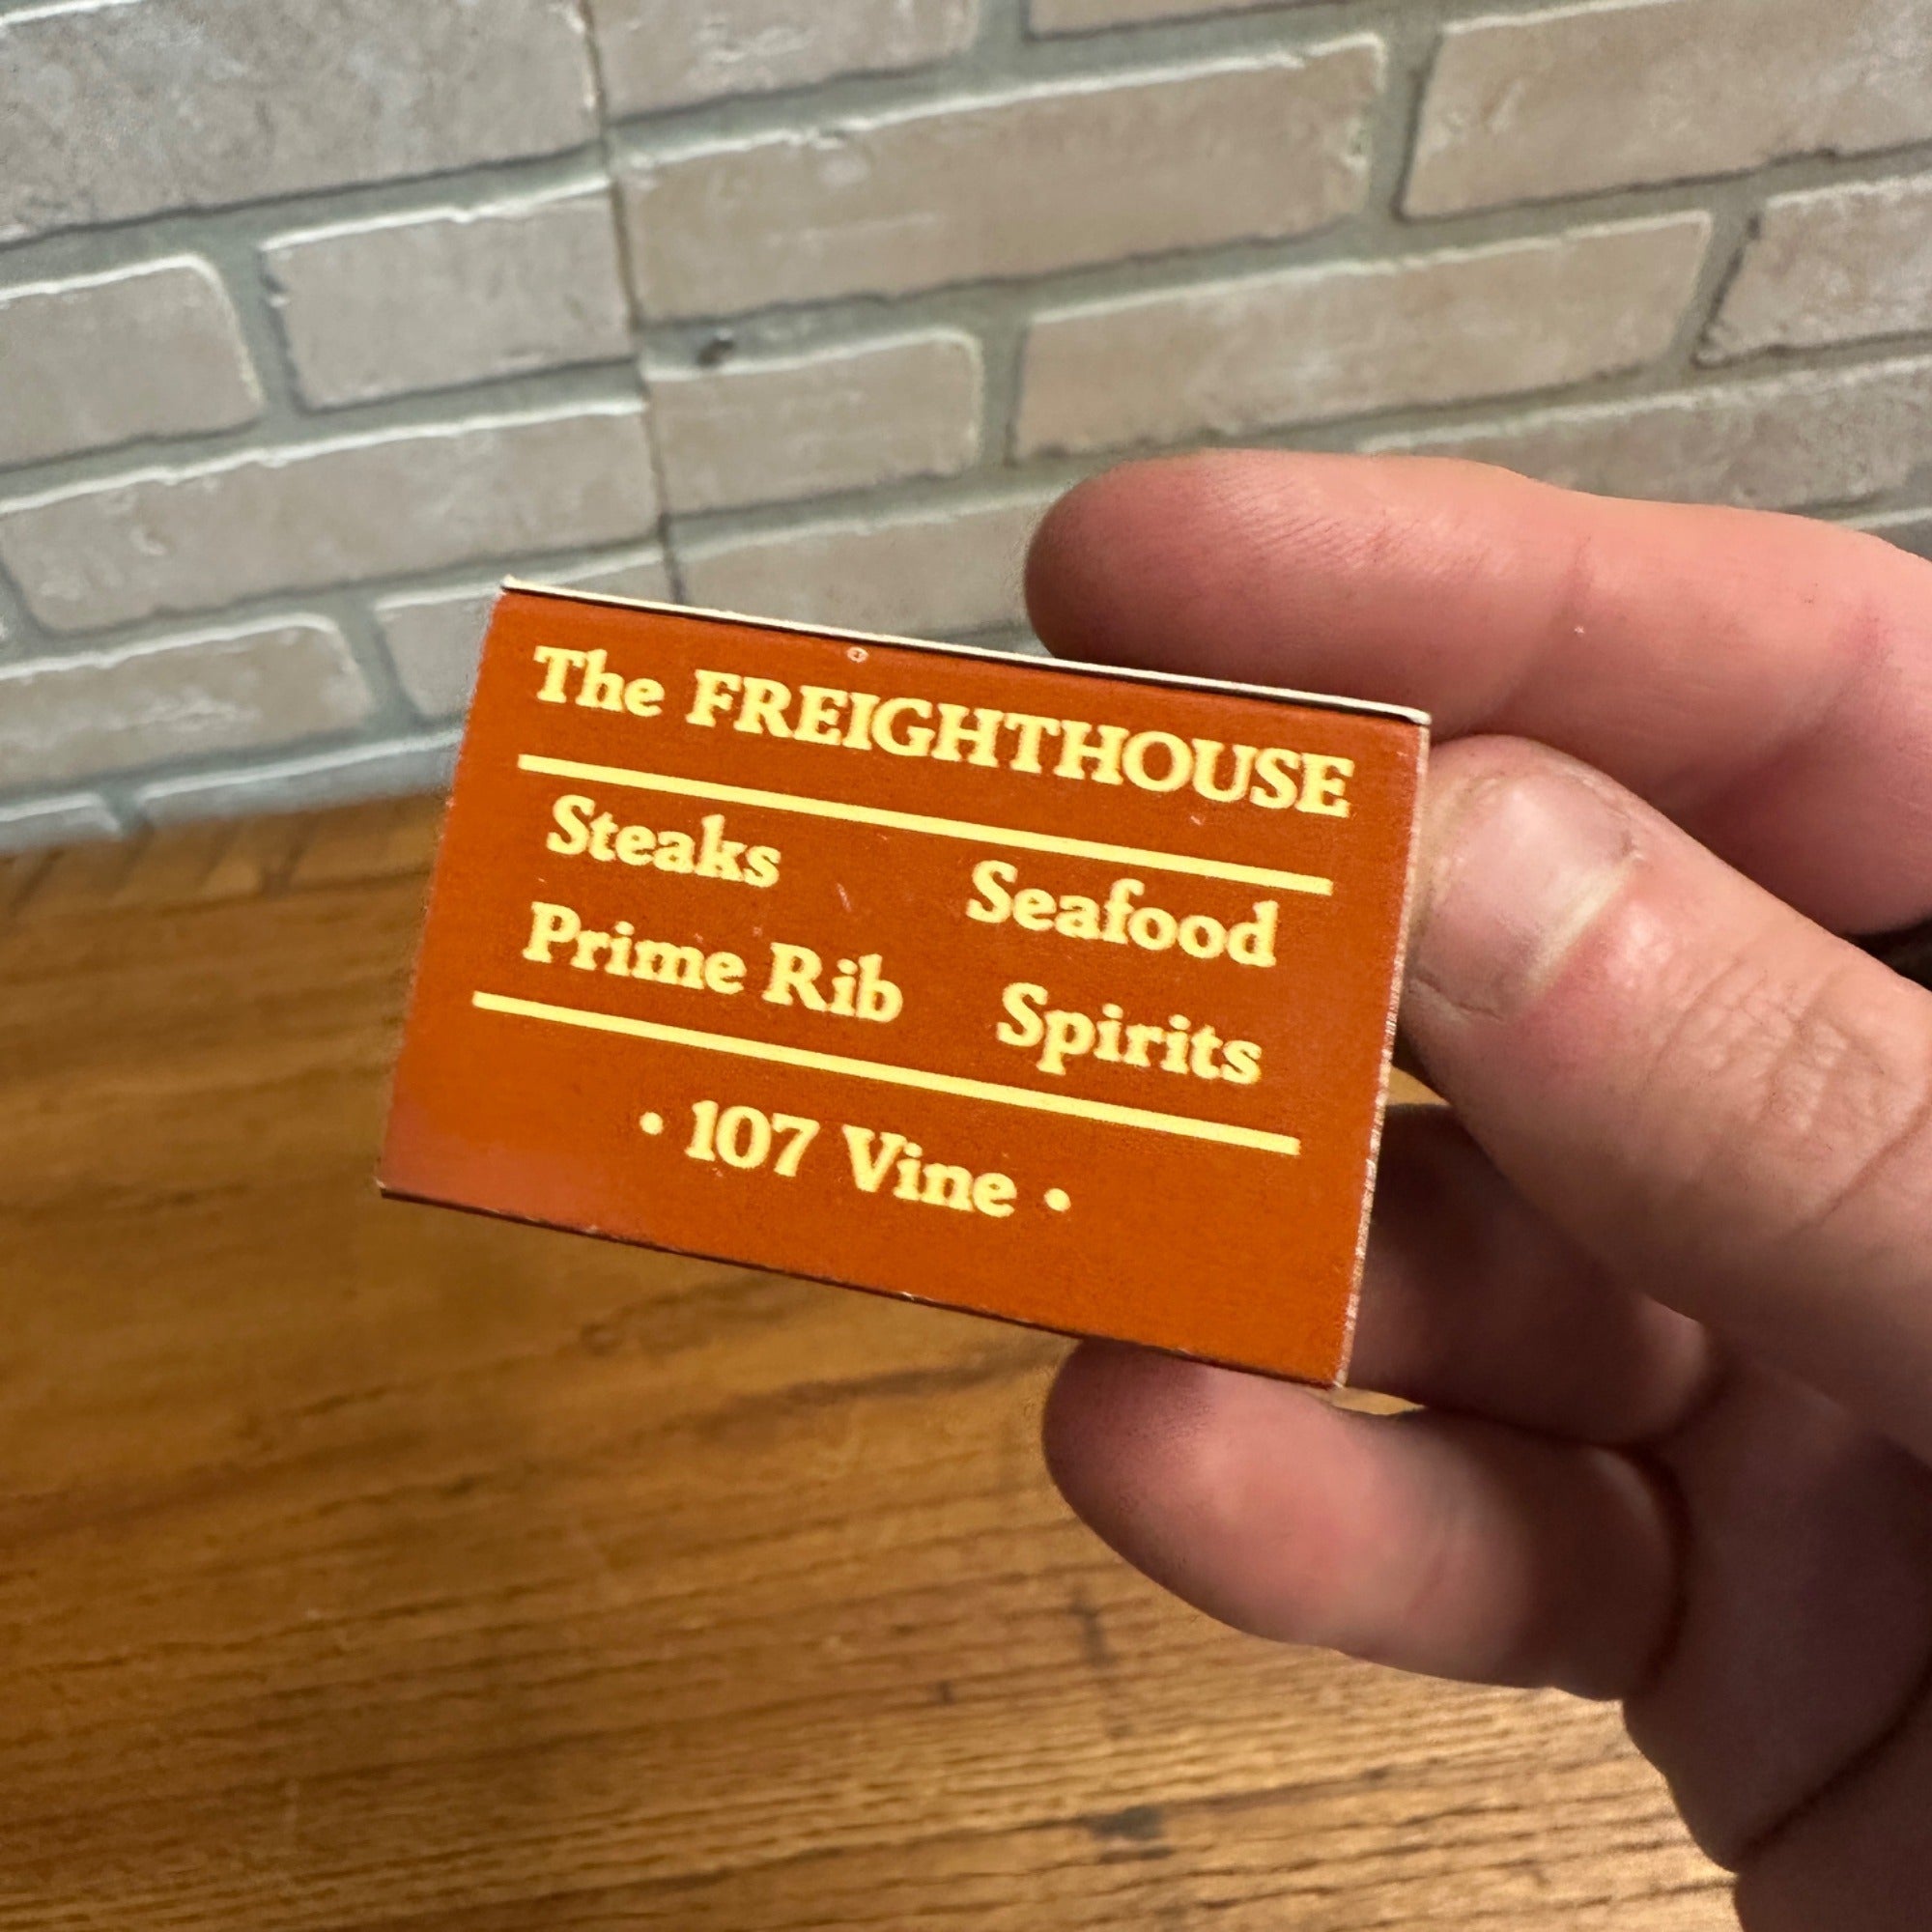 The FREIGHTHOUSE
Steaks Seafood
Prime Rib Spirits
• 107 Vine •